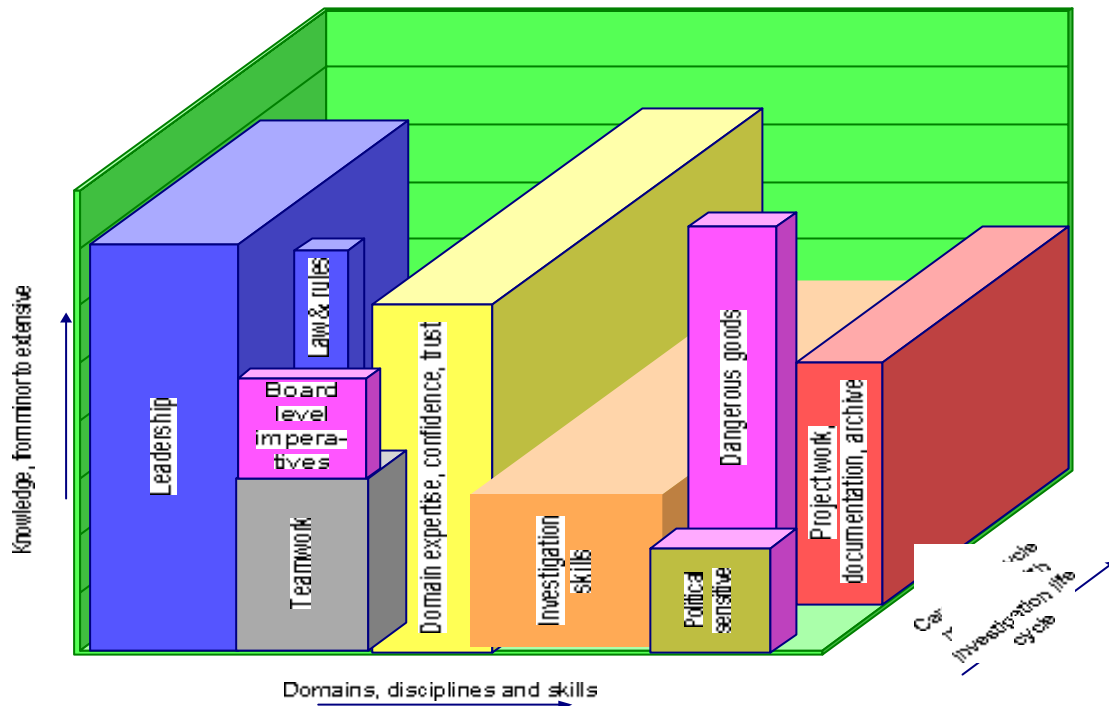 Knowledge, from minor to extensive
Leadership
Law & rules
Board
level
impera-
tives
Teamwork
Domain expertise, confidence, trust
Investigation
skills
Dangerous goods
Political
sensitive
Project work,
documentation, archive
investigation life
cycle
Domains, disciplines and skills